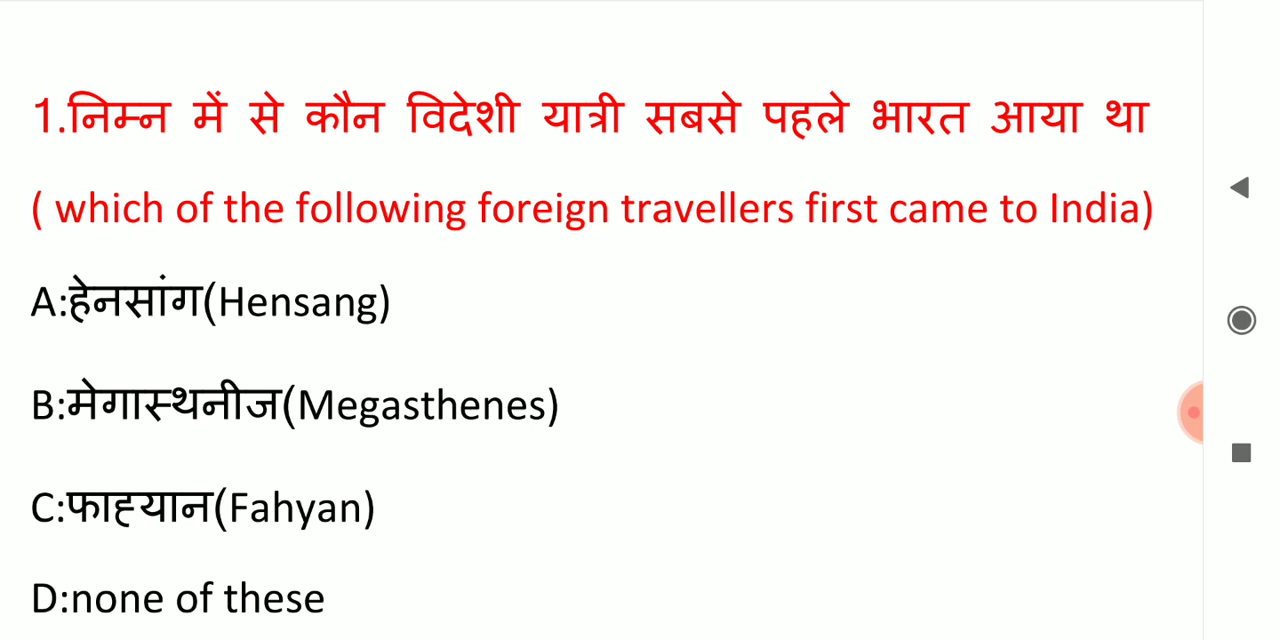 1.निम्न में से कौन विदेशी यात्री सबसे पहले भारत आया था
( which of the following foreign travellers first came to India)
A:हेनसांग(Hensang)
B:मेगास्थनीज(Megasthenes)
C:फाह्यान(Fahyan)
D:none of these